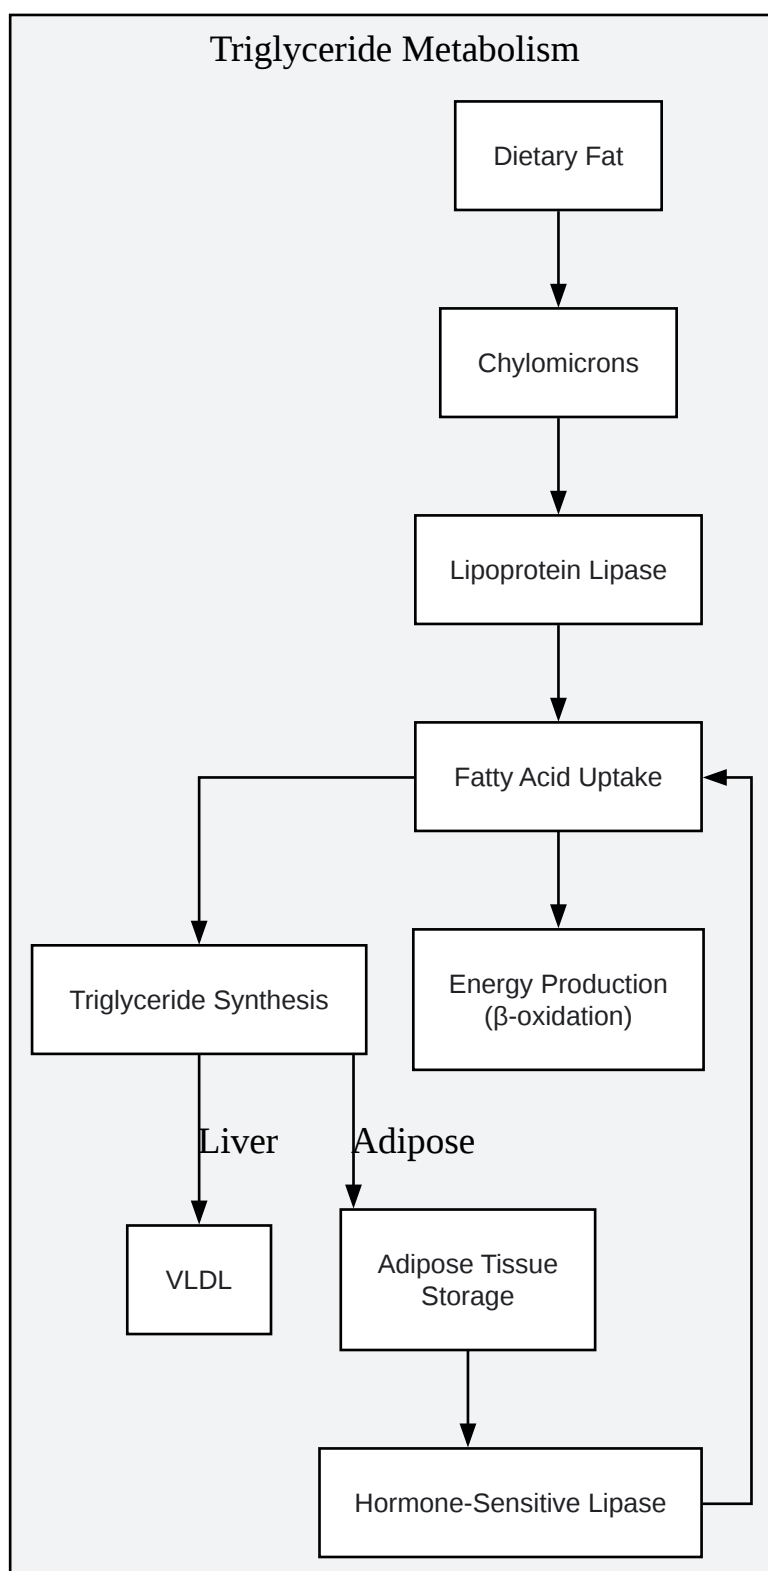 Triglyceride Metabolism
Dietary Fat
Chylomicrons
Lipoprotein Lipase
Fatty Acid Uptake
Triglyceride Synthesis
Energy Production
(β-oxidation)
Liver
Adipose
VLDL
Adipose Tissue
Storage
Hormone-Sensitive Lipase